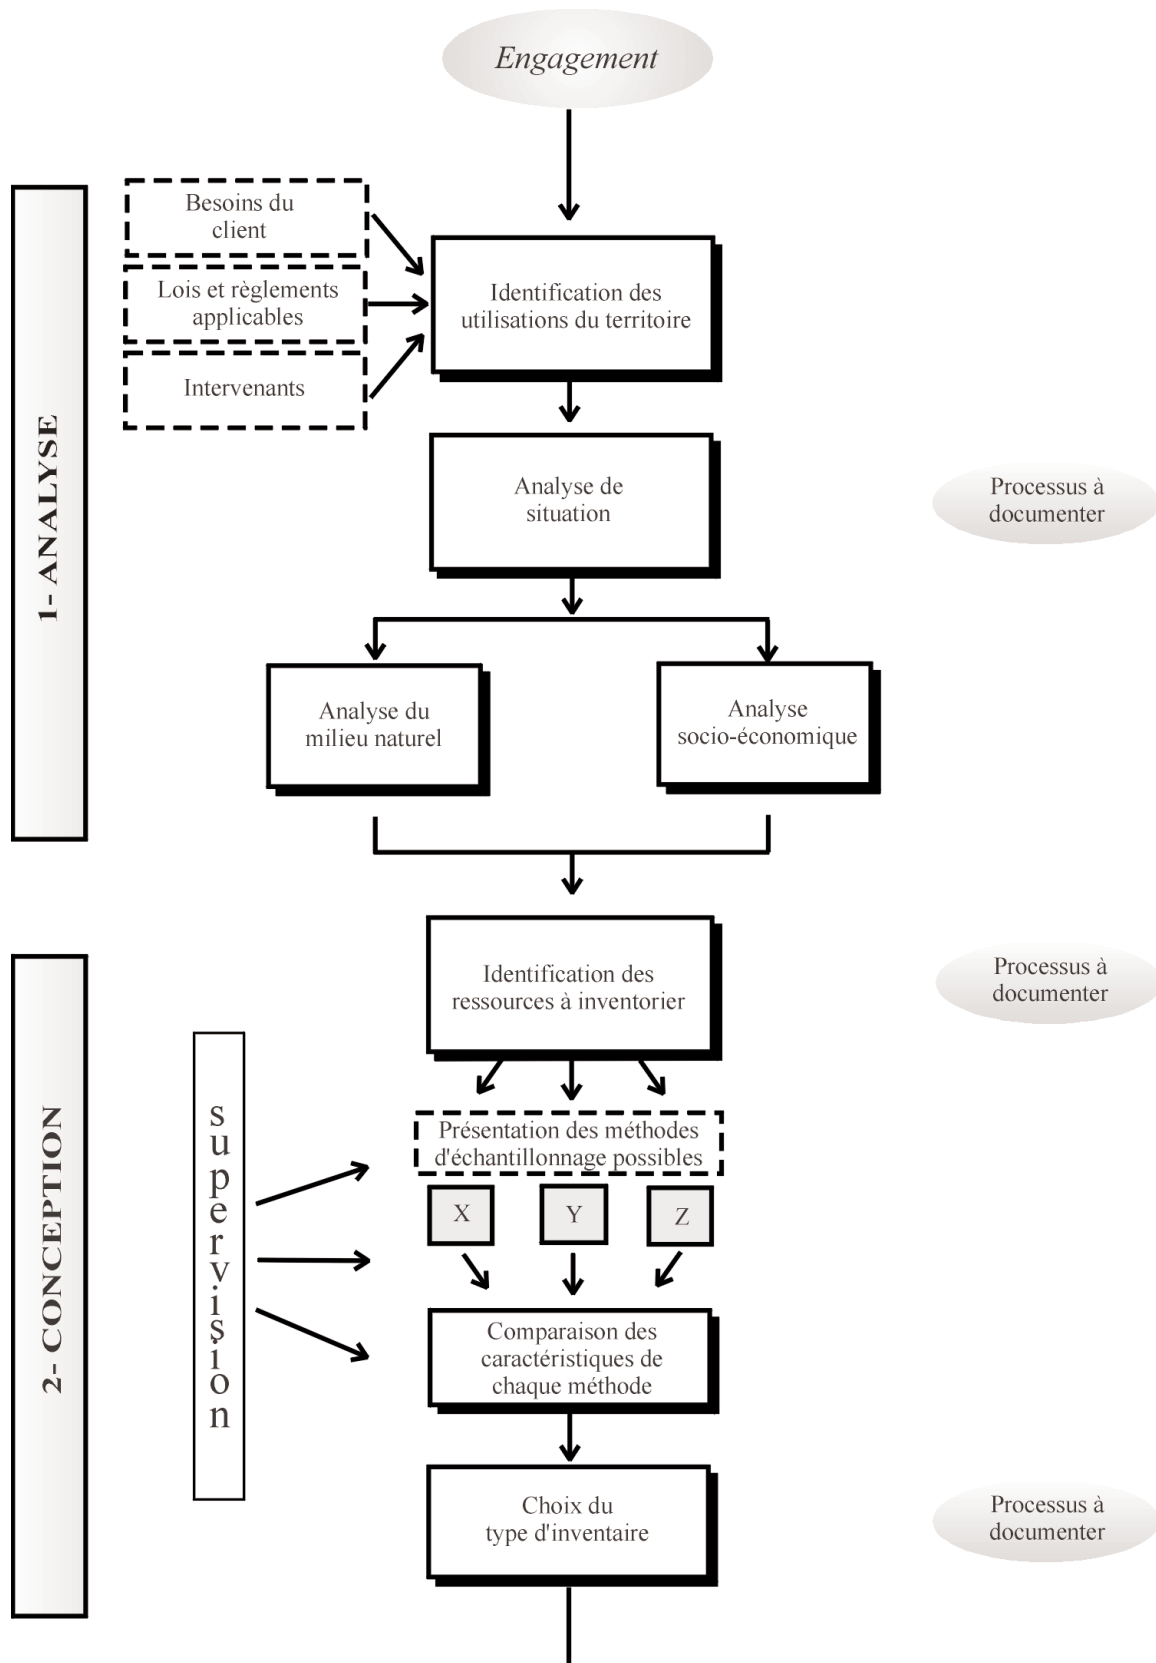 Engagement
1- ANALYSE
Besoins du
client
Lois et règlements
applicables
Intervenants
Identification des
utilisations du territoire
Analyse de
situation
Processus à
documenter
Analyse du
milieu naturel
Analyse
socio-économique
2- CONCEPTION
Identification des
ressources à inventorier
Processus à
documenter
supervision
Présentation des méthodes
d'échantillonnage possibles
X
Y
Z
Comparaison des
caractéristiques de
chaque méthode
Choix du
type d'inventaire
Processus à
documenter